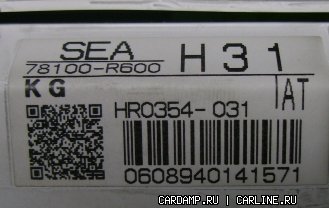 SEA H31
78100-R600
KG AT
HR0354-031
0608940141571
CARDAMP.RU | CARLINE.RU